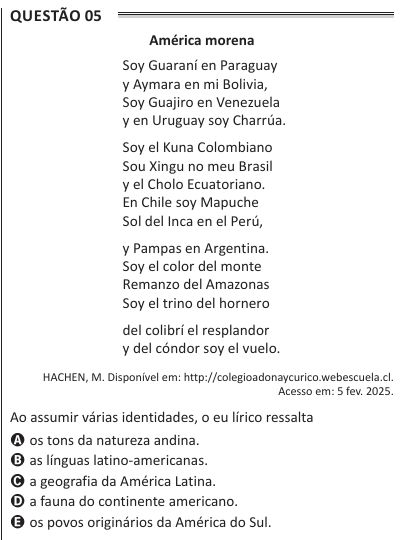 QUESTÃO 05
América morena
Soy Guaraní en Paraguay
y Aymara en mi Bolivia,
Soy Guajiro en Venezuela
y en Uruguay soy Charrúa.
Soy el Kuna Colombiano
Sou Xingu no meu Brasil
y el Cholo Ecuatoriano.
En Chile soy Mapuche
Sol del Inca en el Perú,
y Pampas en Argentina.
Soy el color del monte
Remanzo del Amazonas
Soy el trino del hornero
del colibrí el resplandor
y del cóndor soy el vuelo.
HACHEN, M. Disponível em: http://colegioadonaycurico.webescuela.cl.
Acesso em: 5 fev. 2025.
Ao assumir várias identidades, o eu lírico ressalta
A os tons da natureza andina.
B as línguas latino-americanas.
C a geografia da América Latina.
D a fauna do continente americano.
E os povos originários da América do Sul.